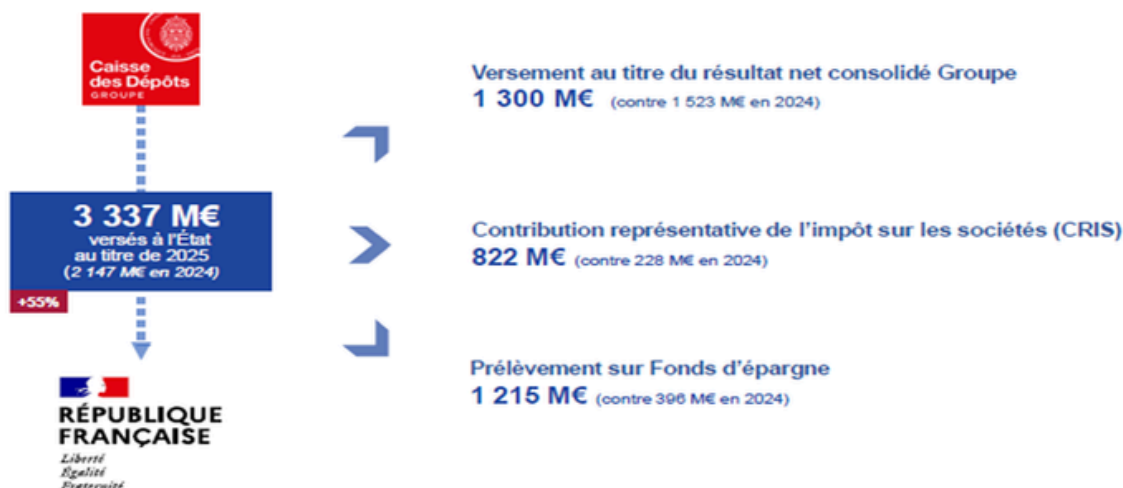 Caisse
des Dépôts
GROUPE
3 337 M€
versés à l'État
au titre de 2025
(2 147 M€ en 2024)
+55%
RÉPUBLIQUE
FRANÇAISE
Liberté
Égalité
Fraternité
Versement au titre du résultat net consolidé Groupe
1 300 M€ (contre 1 523 M€ en 2024)
Contribution représentative de l'impôt sur les sociétés (CRIS)
822 M€ (contre 228 M€ en 2024)
Prélèvement sur Fonds d'épargne
1 215 M€ (contre 396 M€ en 2024)